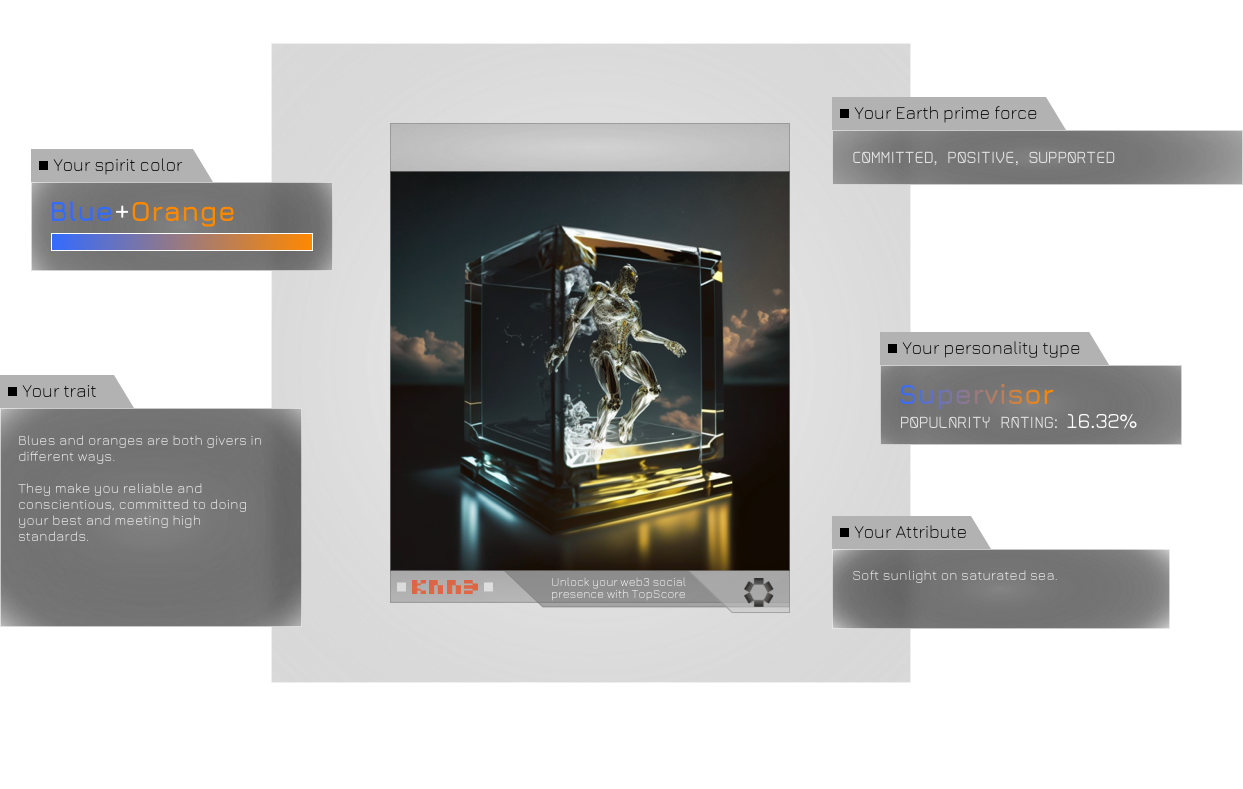 Your Earth prime force
COMMITTED, POSITIVE, SUPPORTED
Your spirit color
Blue+Orange
Your personality type
Supervisor
POPULARITY RATING: 16.32%
Your trait
Blues and oranges are both givers in
different ways.
They make you reliable and
conscientious, committed to doing
your best and meeting high
standards.
Your Attribute
Soft sunlight on saturated sea.
KNN3
Unlock your web3 social
presence with TopScore